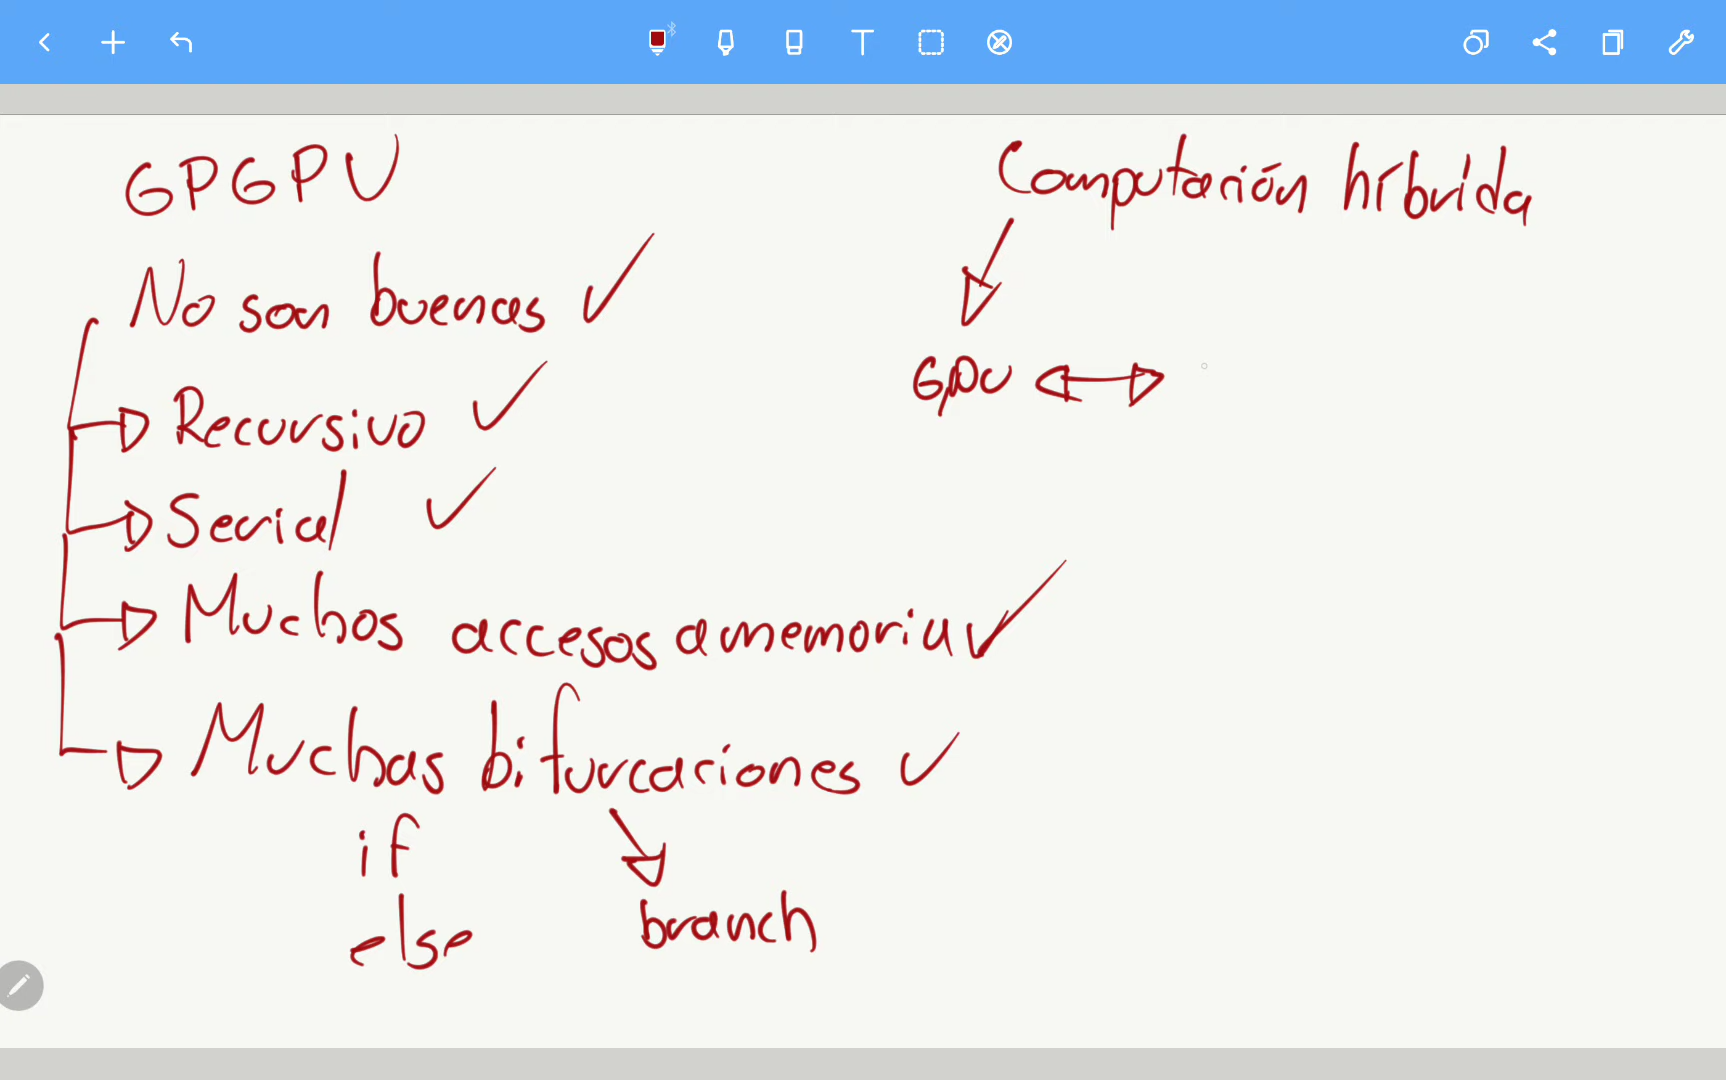 GPGPU
No son buenas
Recursivo
Serial
Muchos accesos a memoria
Muchas bifurcaciones
if
else
branch
Computación híbrida
GPU